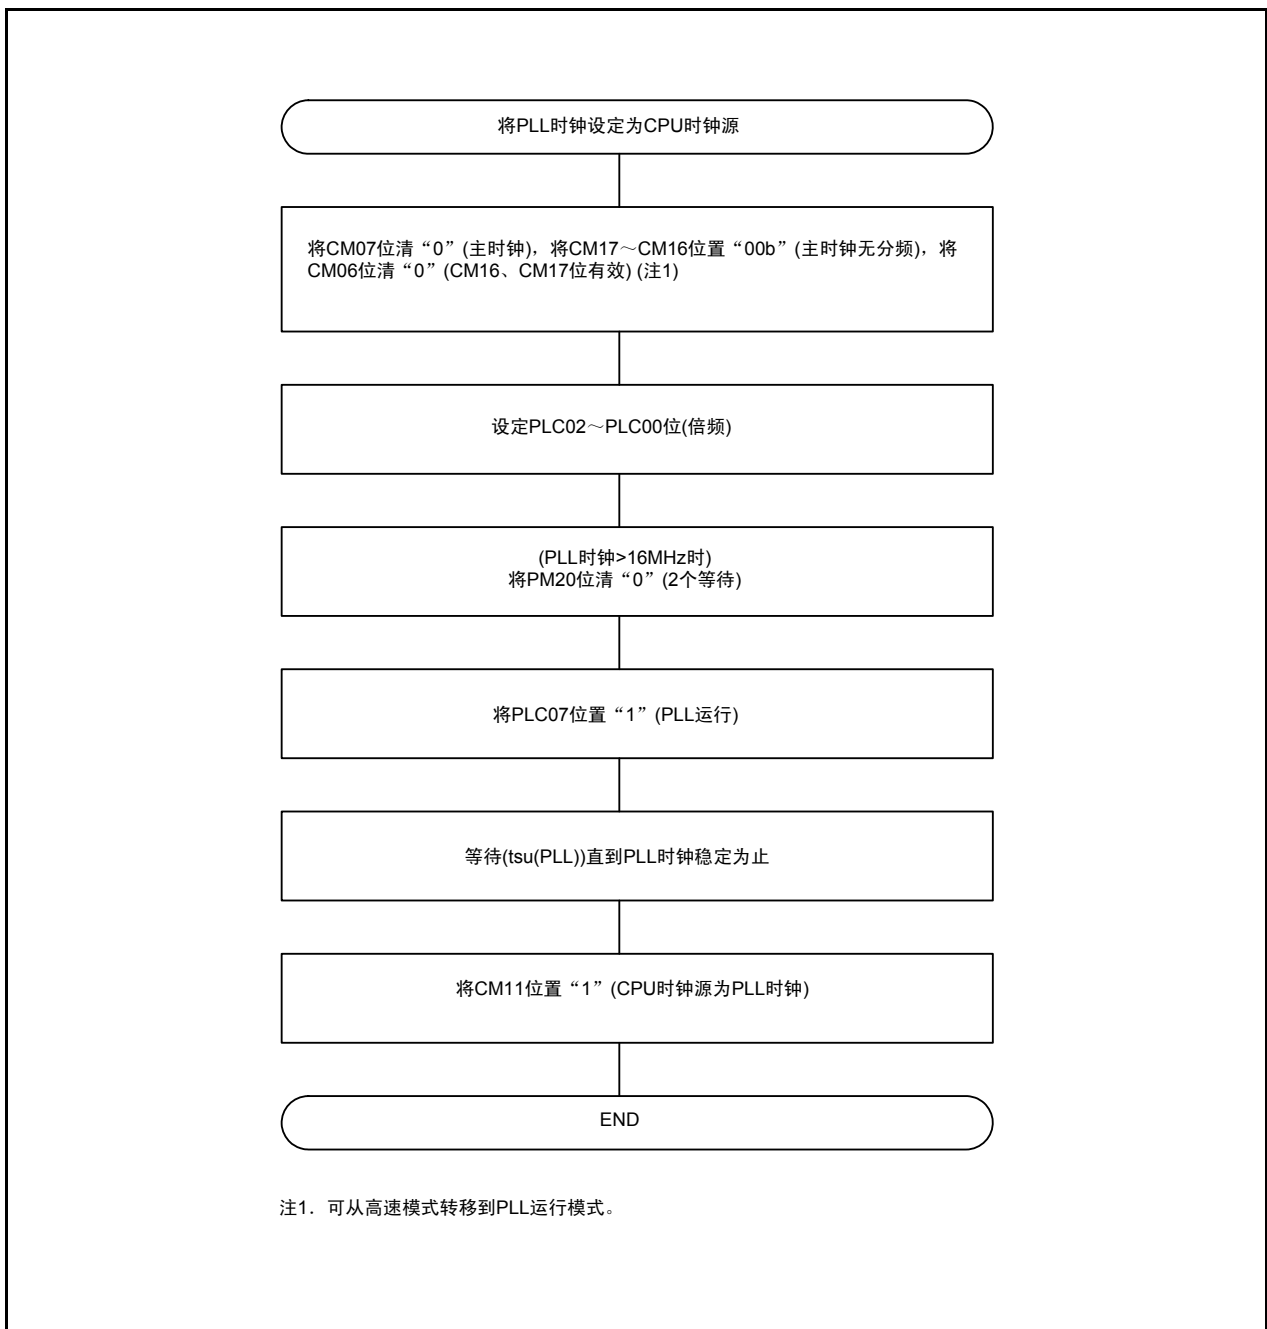 将PLL时钟设定为CPU时钟源
将CM07位清“0”(主时钟)，将CM17～CM16位置“00b”(主时钟无分频)，将
CM06位清“0”(CM16、CM17位有效) (注1)
设定PLC02～PLC00位(倍频)
(PLL时钟>16MHz时)
将PM20位清“0”(2个等待)
将PLC07位置“1”(PLL运行)
等待(tsu(PLL))直到PLL时钟稳定为止
将CM11位置“1”(CPU时钟源为PLL时钟)
END
注1. 可从高速模式转移到PLL运行模式。